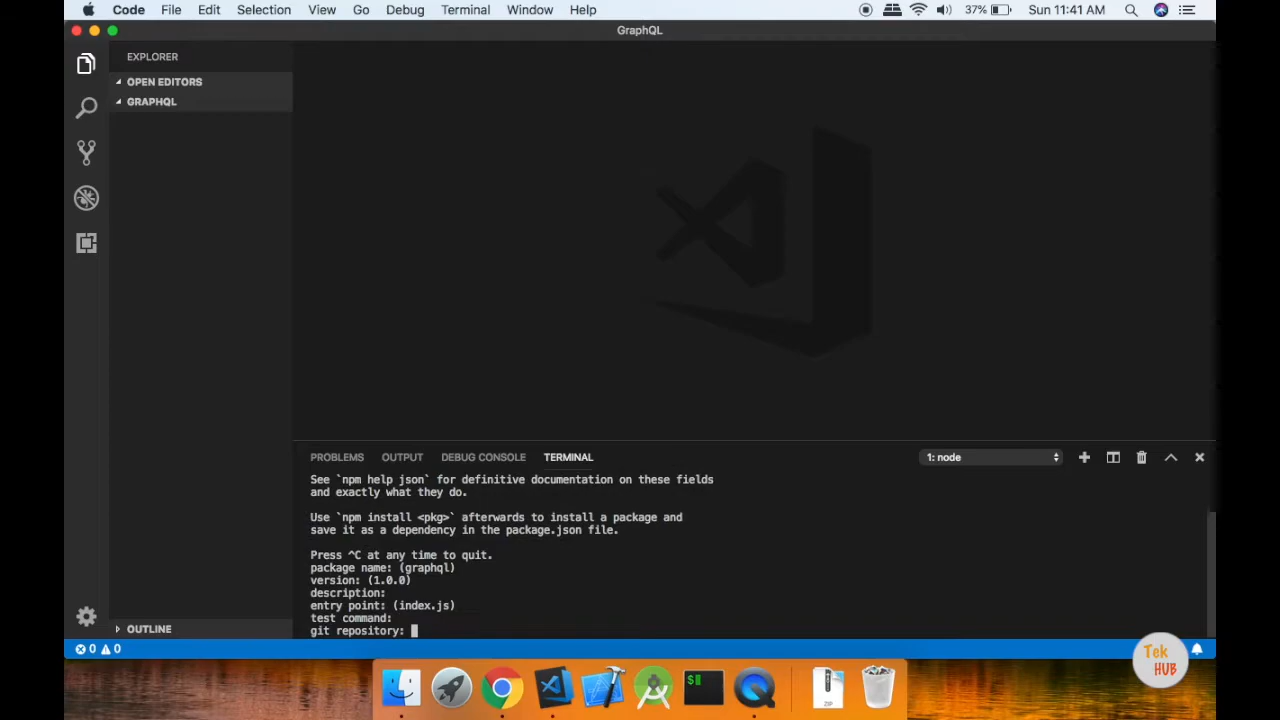 Code File Edit Selection View Go Debug Terminal Window Help 37% Sun 11:41 AM
GraphQL
EXPLORER
OPEN EDITORS
GRAPHQL
PROBLEMS OUTPUT DEBUG CONSOLE TERMINAL 1: node
See `npm help json` for definitive documentation on these fields
and exactly what they do.
Use `npm install <pkg>` afterwards to install a package and
save it as a dependency in the package.json file.
Press ^C at any time to quit.
package name: (graphql)
version: (1.0.0)
description:
entry point: (index.js)
test command:
git repository:
OUTLINE
0 0
Tek
HUB
$
ZIP